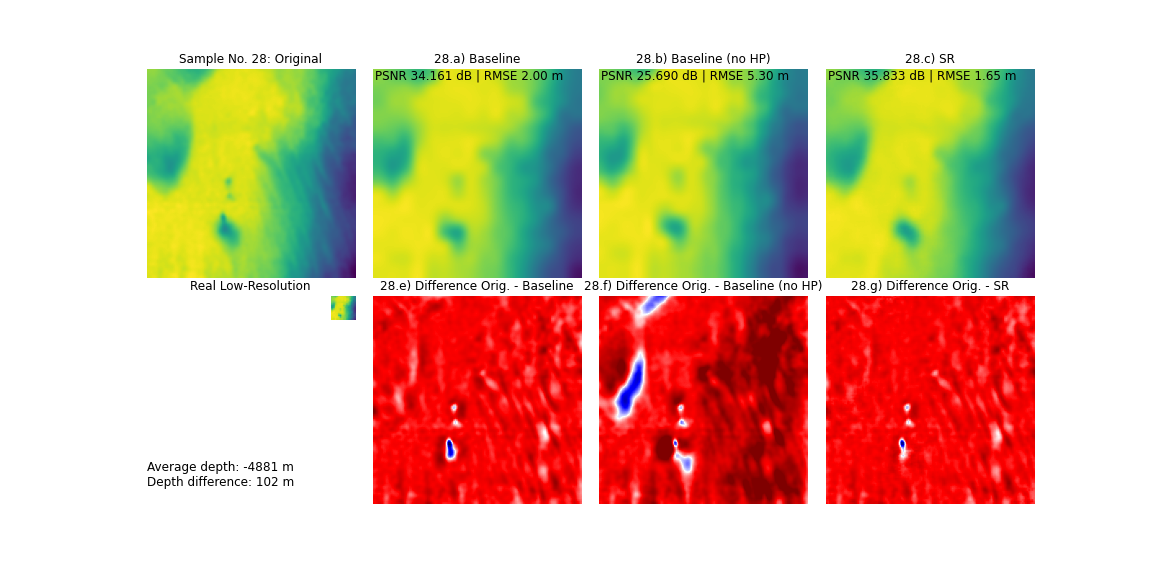 Sample No. 28: Original
28.a) Baseline
28.b) Baseline (no HP)
28.c) SR
PSNR 34.161 dB | RMSE 2.00 m
PSNR 25.690 dB | RMSE 5.30 m
PSNR 35.833 dB | RMSE 1.65 m
Real Low-Resolution
28.e) Difference Orig. - Baseline
28.f) Difference Orig. - Baseline (no HP)
28.g) Difference Orig. - SR
Average depth: -4881 m
Depth difference: 102 m